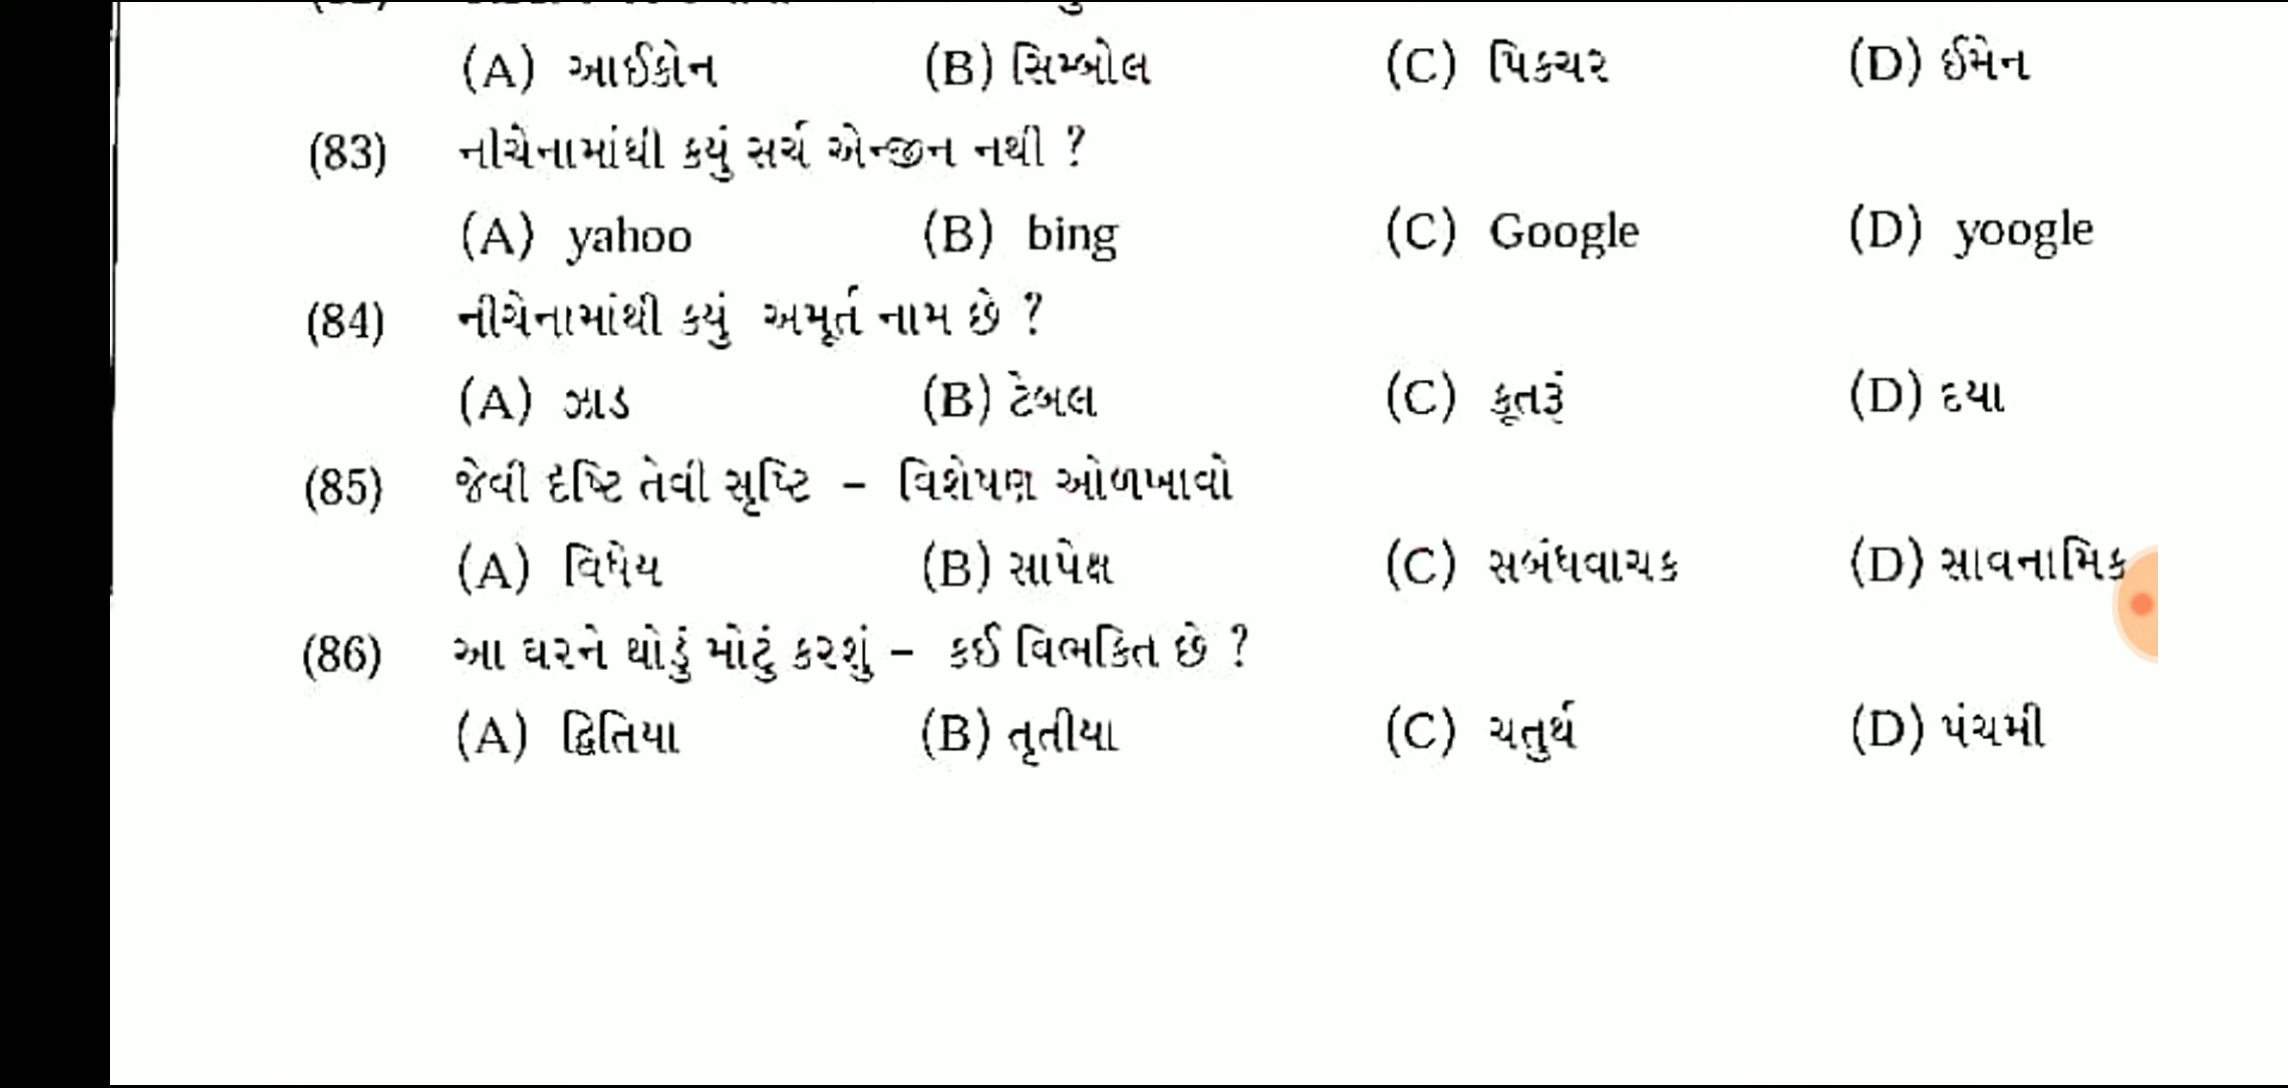 (A) આઈકોન (B) સિમ્બોલ (C) પિક્ચર (D) ઈમેન
(83) નીચેનામાંથી કયું સર્ચ એન્જીન નથી ?
(A) yahoo (B) bing (C) Google (D) yoogle
(84) નીચેનામાંથી કયું અમૂર્ત નામ છે ?
(A) ઝાડ (B) ટેબલ (C) કૂતરૂં (D) દયા
(85) જેવી દૃષ્ટિ તેવી સૃષ્ટિ – વિશેષણ ઓળખાવો
(A) વિધેય (B) સાપેક્ષ (C) સબંધવાચક (D) સાવનામિક
(86) આ ઘરને થોડું મોટું કરશું – કઈ વિભકિત છે ?
(A) દ્વિતિયા (B) તૃતીયા (C) ચતુર્થ (D) પંચમી